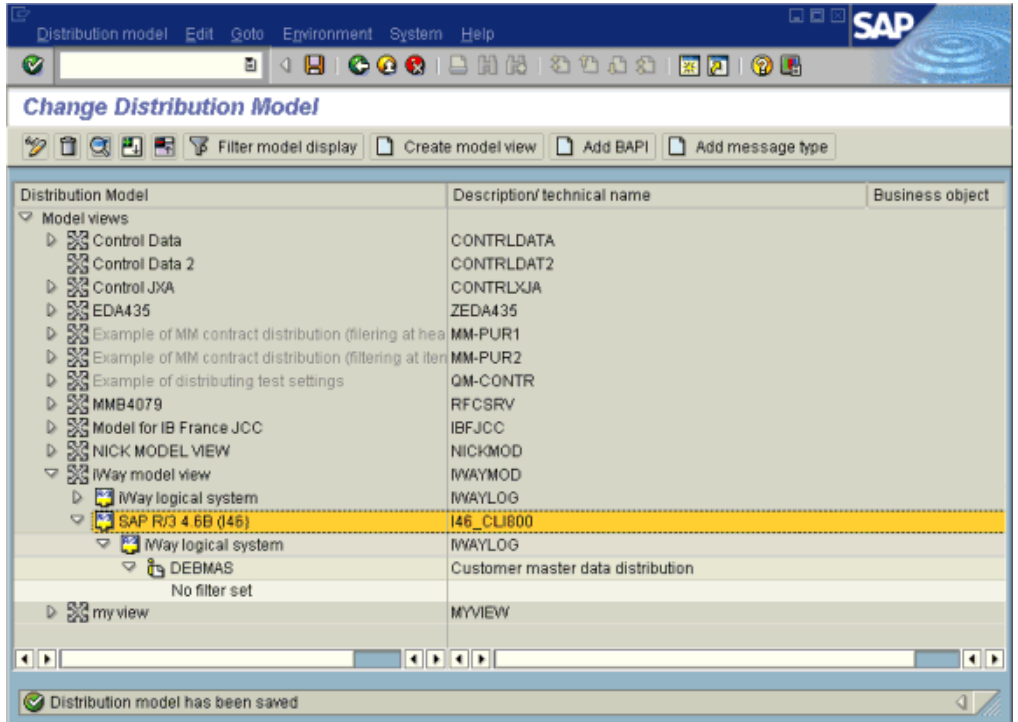 SAP
Distribution model Edit Goto Environment System Help
Change Distribution Model
Filter model display Create model view Add BAPI Add message type
Distribution Model Description/ technical name Business object
Model views
Control Data CONTRLDATA
Control Data 2 CONTRLDAT2
Control JXA CONTRLXJA
EDA435 ZEDA435
Example of MM contract distribution (filering at hea MM-PUR1
Example of MM contract distribution (filtering at iten MM-PUR2
Example of distributing test settings QM-CONTR
MMB4079 RFCSRV
Model for IB France JCC IBFJCC
NICK MODEL VIEW NICKMOD
iWay model view IWAYMOD
iWay logical system IWAYLOG
SAP R/3 4.6B (I46) I46_CLI800
iWay logical system IWAYLOG
DEBMAS Customer master data distribution
No filter set
my view MYVIEW
Distribution model has been saved